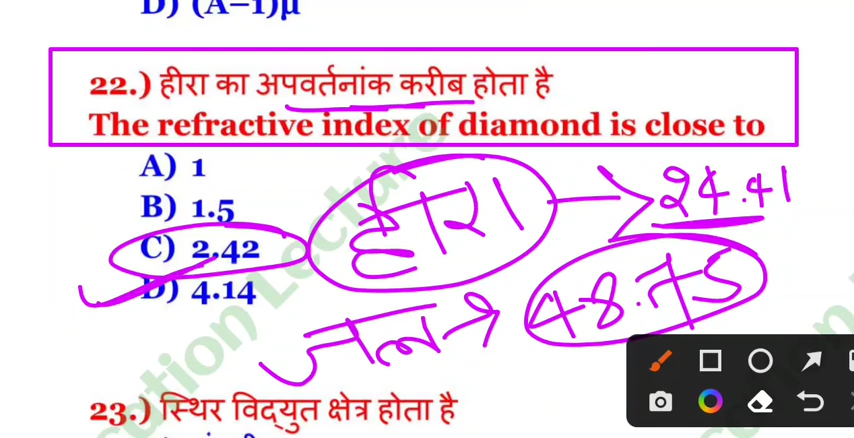 D) (A−1)μ
22.) हीरा का अपवर्तनांक करीब होता है
The refractive index of diamond is close to
A) 1
B) 1.5
C) 2.42
D) 4.14
हीरा → 24.41
जल → 48.75
23.) स्थिर विद्युत क्षेत्र होता है